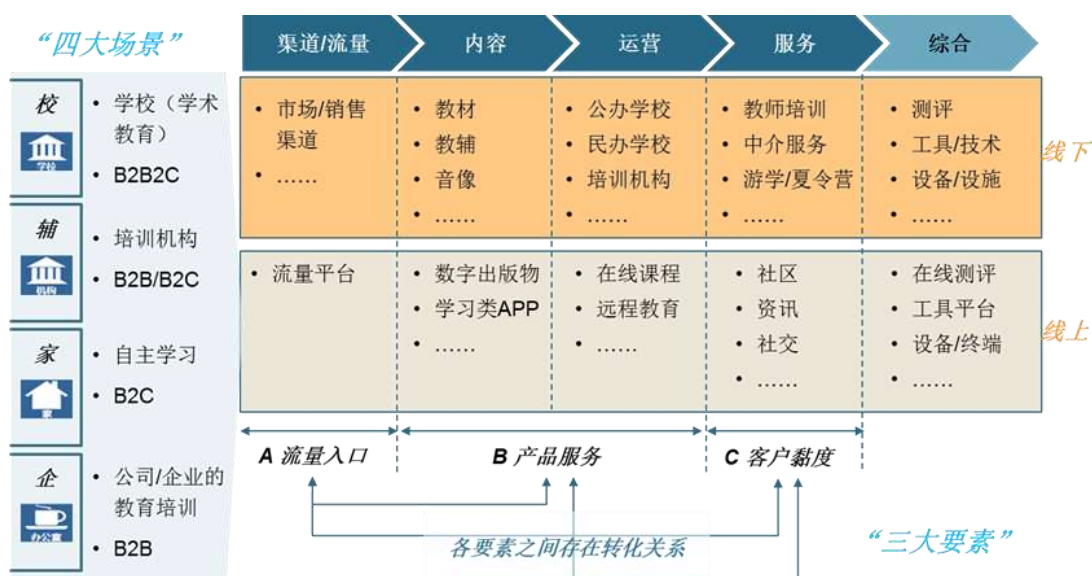 “四大场景”
渠道/流量
内容
运营
服务
综合
校
学校
• 学校（学术
教育）
• B2B2C
辅
机构
• 培训机构
• B2B/B2C
家
家
• 自主学习
• B2C
企
办公室
• 公司/企业的
教育培训
• B2B
• 市场/销售
渠道
• ……
• 教材
• 教辅
• 音像
• ……
• 公办学校
• 民办学校
• 培训机构
• ……
• 教师培训
• 中介服务
• 游学/夏令营
• ……
• 测评
• 工具/技术
• 设备/设施
• ……
线下
• 流量平台
• 数字出版物
• 学习类APP
• ……
• 在线课程
• 远程教育
• ……
• 社区
• 资讯
• 社交
• ……
• 在线测评
• 工具平台
• 设备/终端
• ……
线上
A 流量入口
B 产品服务
C 客户黏度
各要素之间存在转化关系
“三大要素”